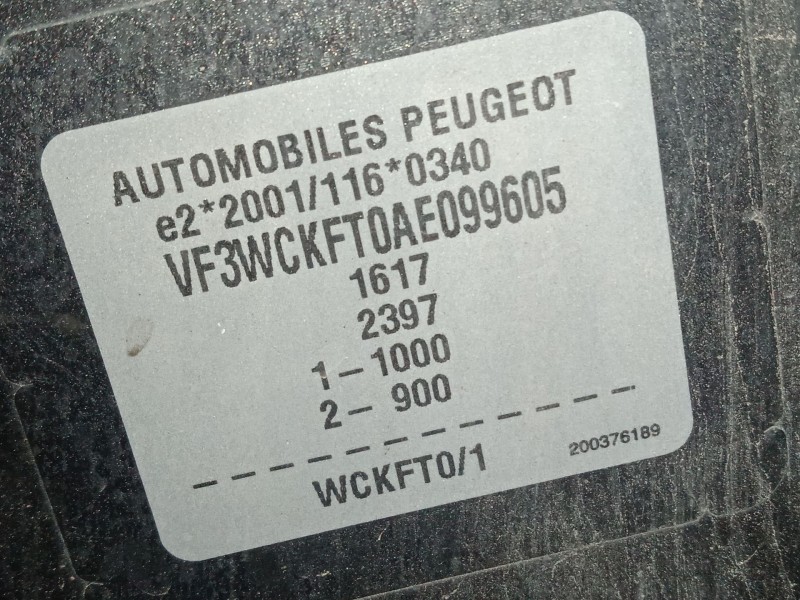 AUTOMOBILES PEUGEOT
e2*2001/116*0340
VF3WCKFT0AE099605
1617
2397
1 – 1000
2 – 900
WCKFT0/1
200376189